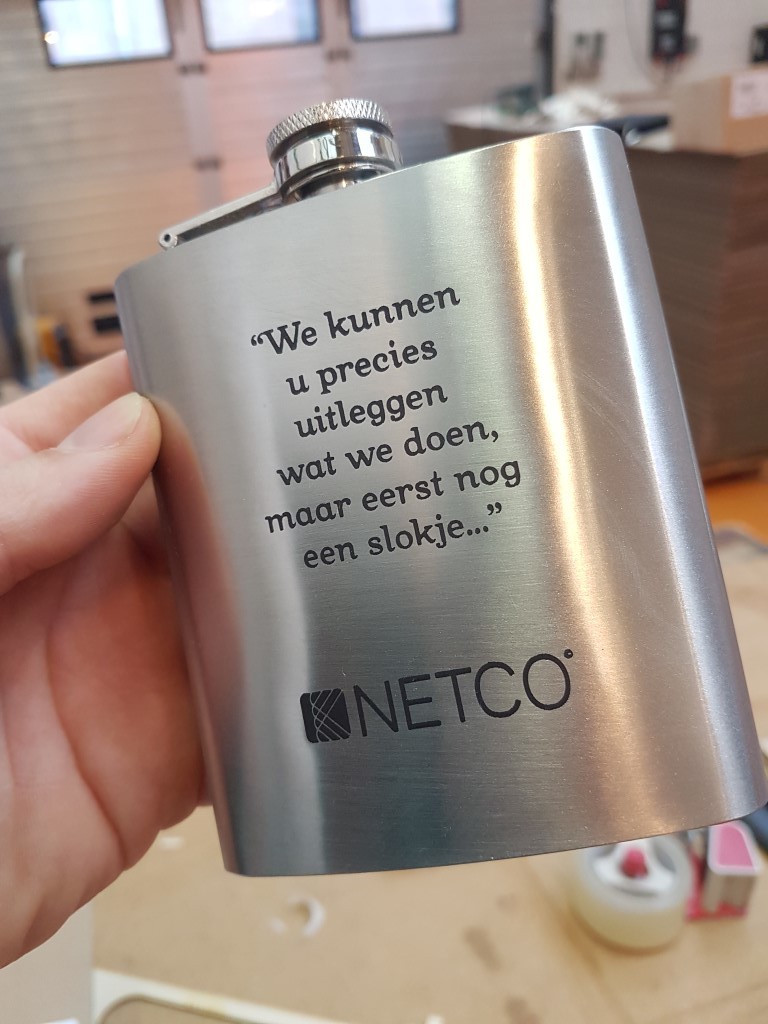 “We kunnen
u precies
uitleggen
wat we doen,
maar eerst nog
een slokje...”
NETCO